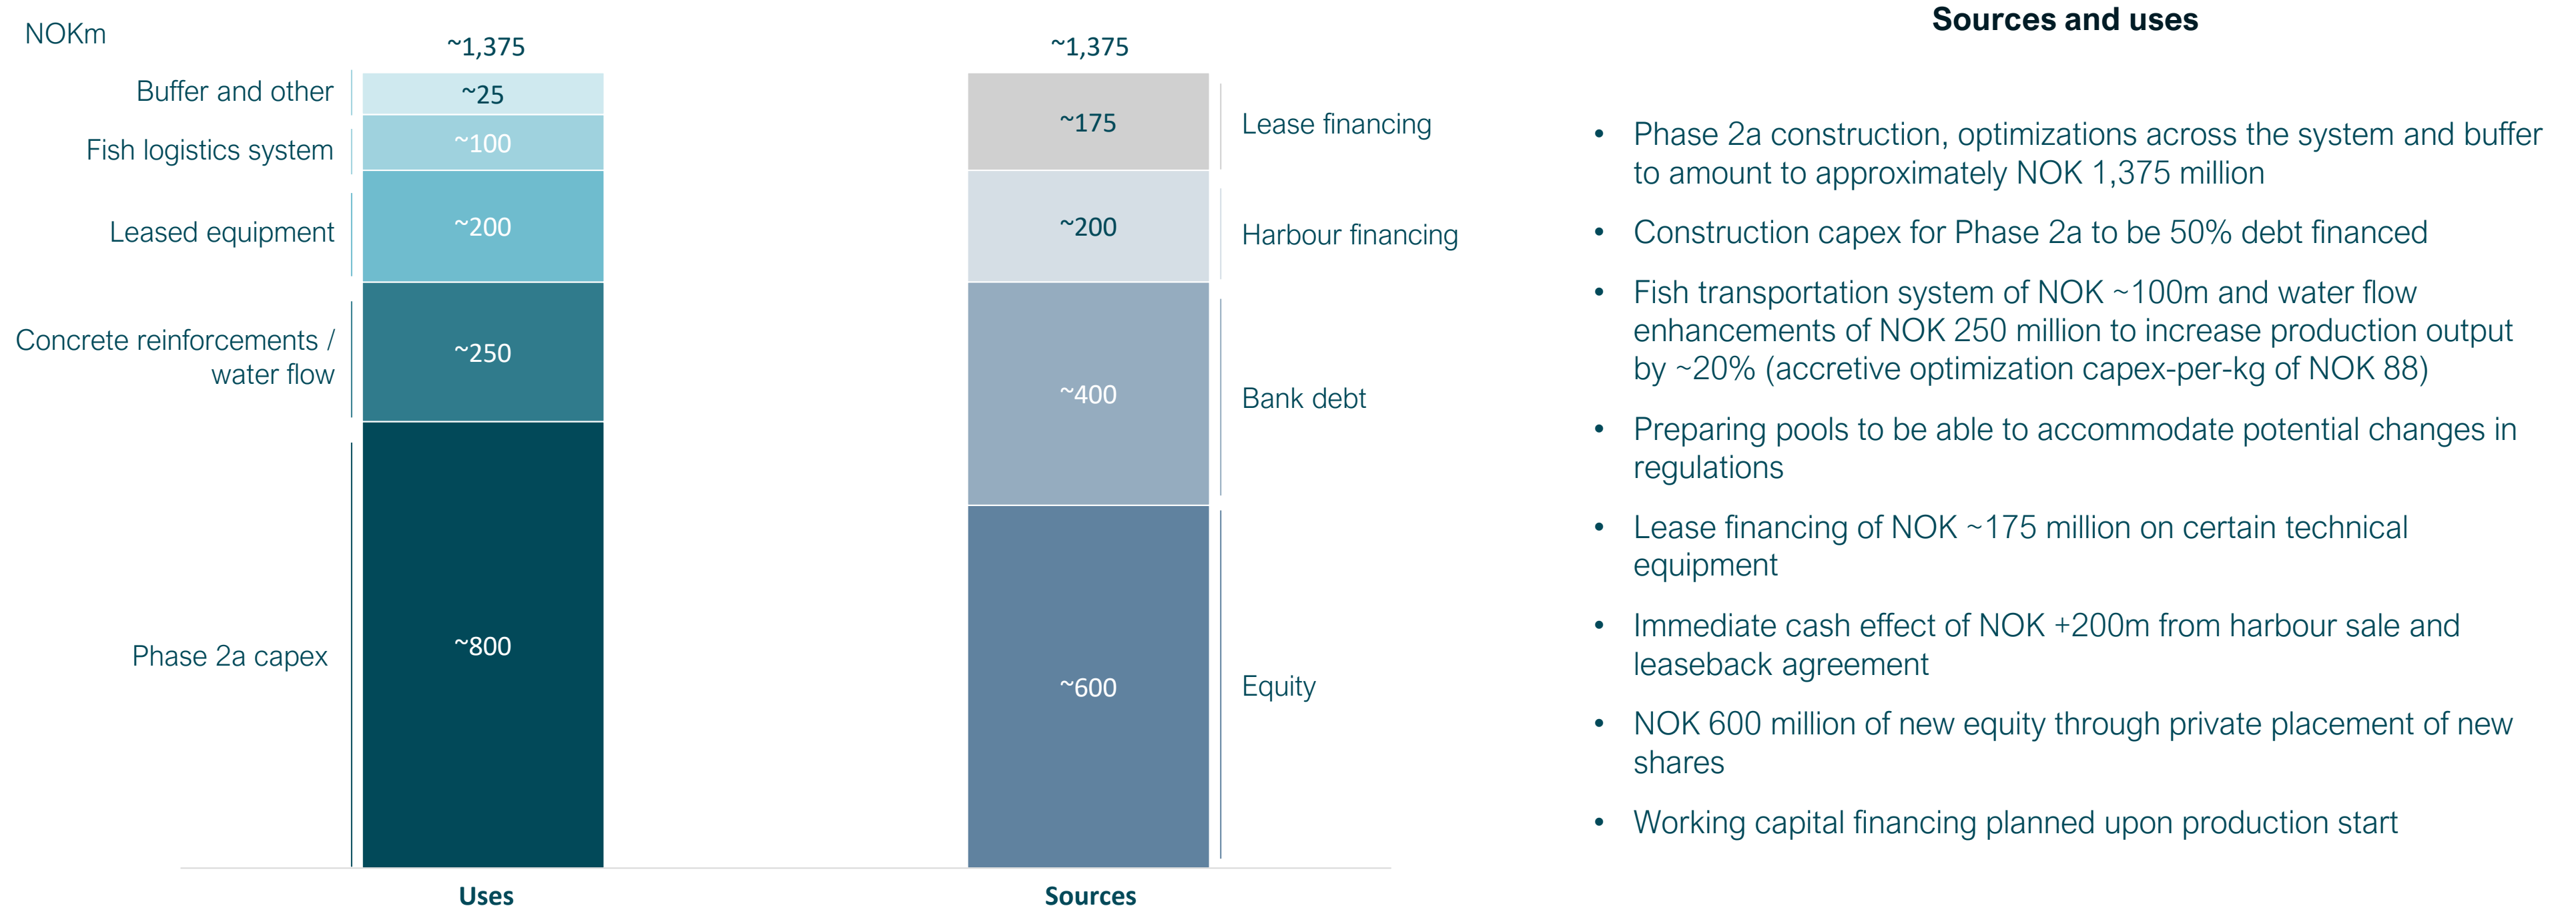 NOKm
~1,375
Buffer and other
~25
Fish logistics system
~100
Leased equipment
~200
Concrete reinforcements /
water flow
~250
Phase 2a capex
~800
Uses
~1,375
~175
Lease financing
~200
Harbour financing
~400
Bank debt
~600
Equity
Sources
Sources and uses
• Phase 2a construction, optimizations across the system and buffer
to amount to approximately NOK 1,375 million
• Construction capex for Phase 2a to be 50% debt financed
• Fish transportation system of NOK ~100m and water flow
enhancements of NOK 250 million to increase production output
by ~20% (accretive optimization capex-per-kg of NOK 88)
• Preparing pools to be able to accommodate potential changes in
regulations
• Lease financing of NOK ~175 million on certain technical
equipment
• Immediate cash effect of NOK +200m from harbour sale and
leaseback agreement
• NOK 600 million of new equity through private placement of new
shares
• Working capital financing planned upon production start